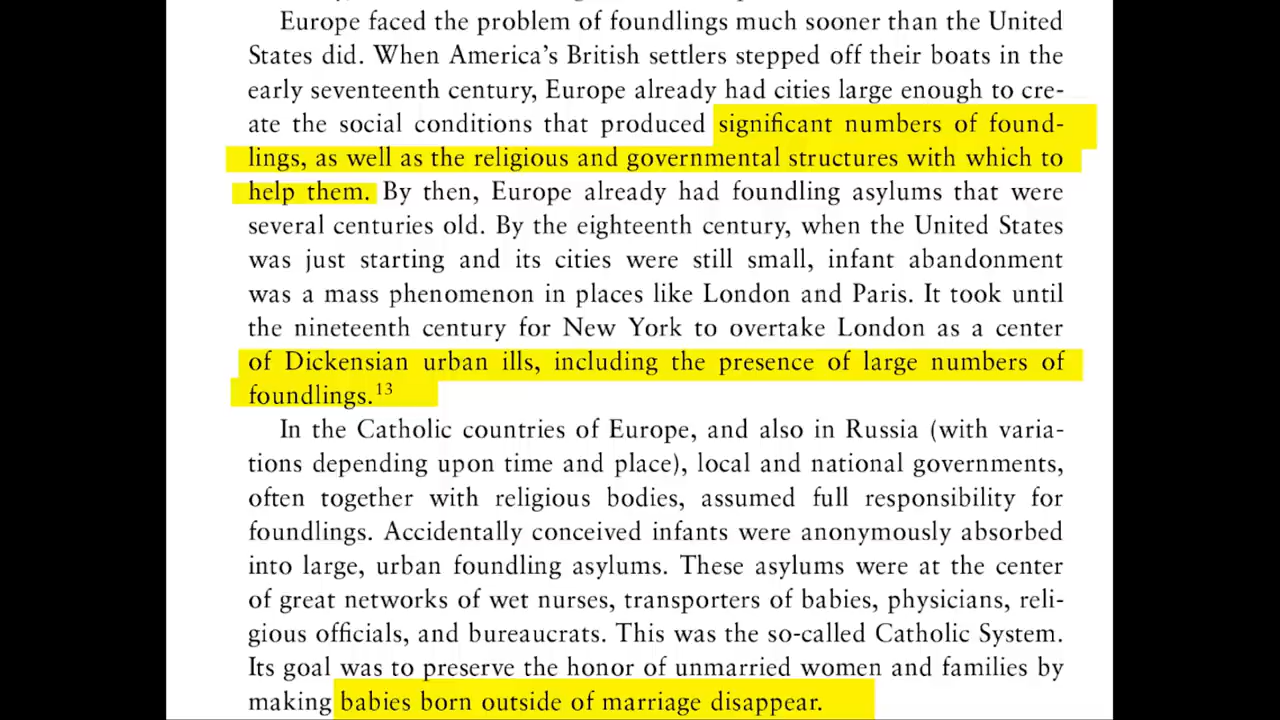 Europe faced the problem of foundlings much sooner than the United
States did. When America's British settlers stepped off their boats in the
early seventeenth century, Europe already had cities large enough to cre-
ate the social conditions that produced significant numbers of found-
lings, as well as the religious and governmental structures with which to
help them. By then, Europe already had foundling asylums that were
several centuries old. By the eighteenth century, when the United States
was just starting and its cities were still small, infant abandonment
was a mass phenomenon in places like London and Paris. It took until
the nineteenth century for New York to overtake London as a center
of Dickensian urban ills, including the presence of large numbers of
foundlings.13
In the Catholic countries of Europe, and also in Russia (with varia-
tions depending upon time and place), local and national governments,
often together with religious bodies, assumed full responsibility for
foundlings. Accidentally conceived infants were anonymously absorbed
into large, urban foundling asylums. These asylums were at the center
of great networks of wet nurses, transporters of babies, physicians, reli-
gious officials, and bureaucrats. This was the so-called Catholic System.
Its goal was to preserve the honor of unmarried women and families by
making babies born outside of marriage disappear.